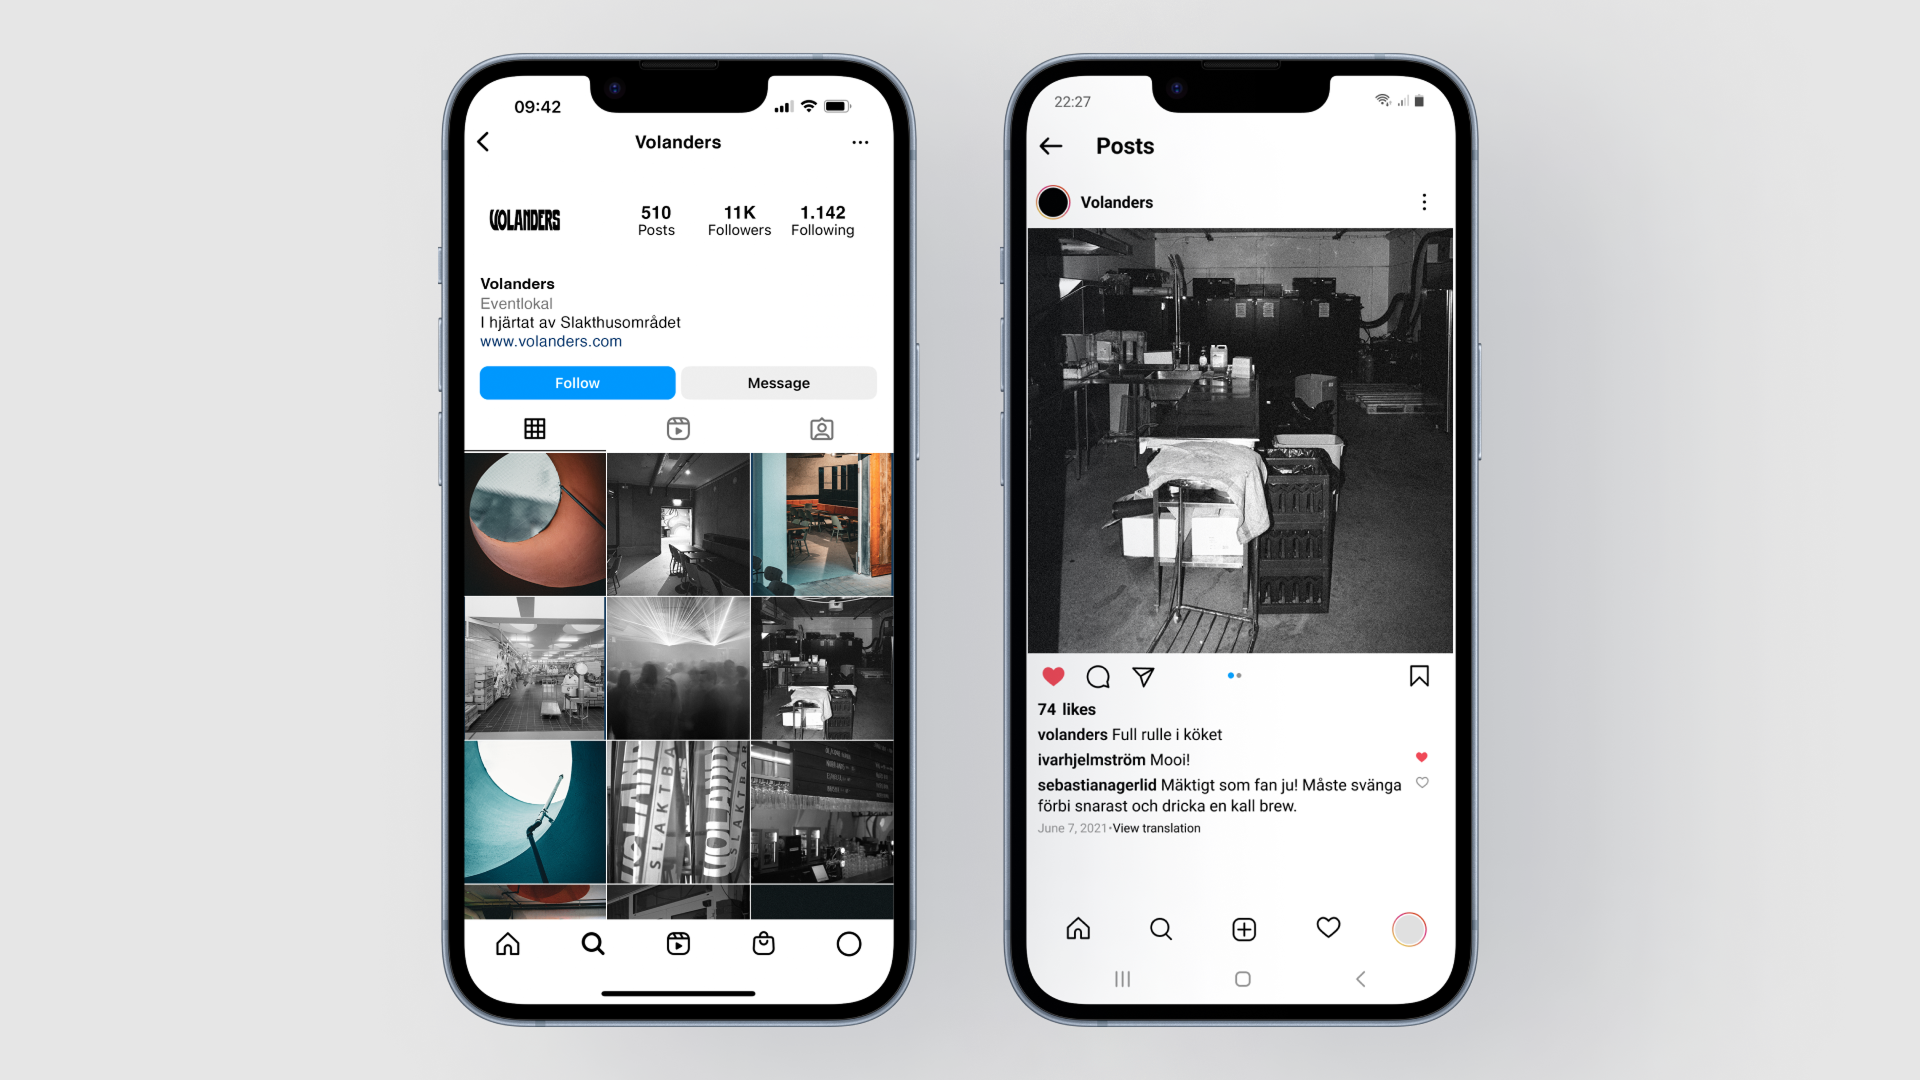 09:42
Volanders
VOLANDERS
510
11K
1.142
Posts
Followers
Following
Volanders
Eventlokal
I hjärtat av Slakthusområdet
www.volanders.com
Follow
Message
SLAKTBA
SLAKTBAR
22:27
Posts
Volanders
74 likes
volanders Full rulle i köket
ivarhjelmström Mooi!
sebastianagerlid Mäktigt som fan ju! Måste svänga
förbi snarast och dricka en kall brew.
June 7, 2021•View translation